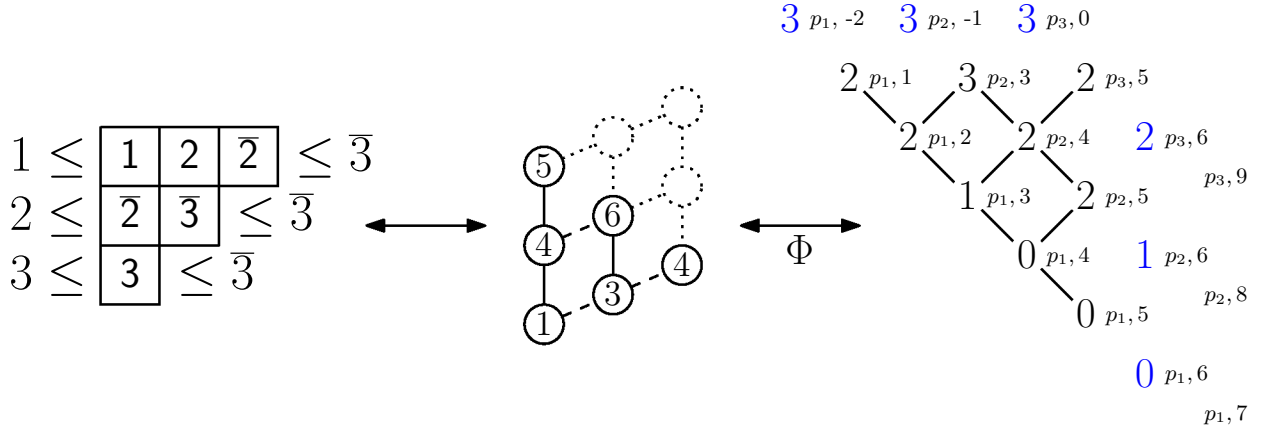 3 p₁, -2 3 p₂, -1 3 p₃, 0
2 p₁, 1 3 p₂, 3 2 p₃, 5
2 p₁, 2 2 p₂, 4 2 p₃, 6
1 ≤ 1 2 2̅ ≤ 3̅
5
p₃, 9
1 p₁, 3 2 p₂, 5
2 ≤ 2̅ 3̅ ≤ 3̅
6
4
Φ
0 p₁, 4 1 p₂, 6
3 ≤ 3 ≤ 3̅
4
3
p₂, 8
1
0 p₁, 5
0 p₁, 6
p₁, 7